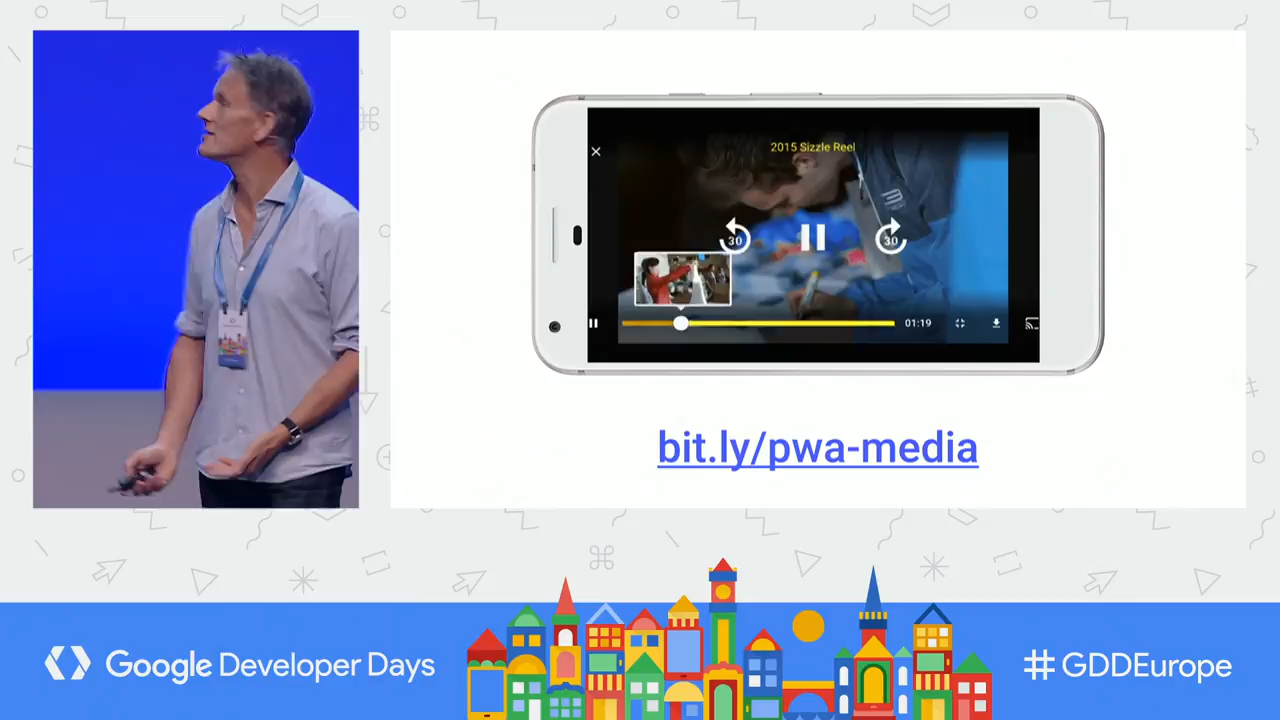 2015 Sizzle Reel
30
30
01:19
bit.ly/pwa-media
Google Developer Days
#GDDEurope